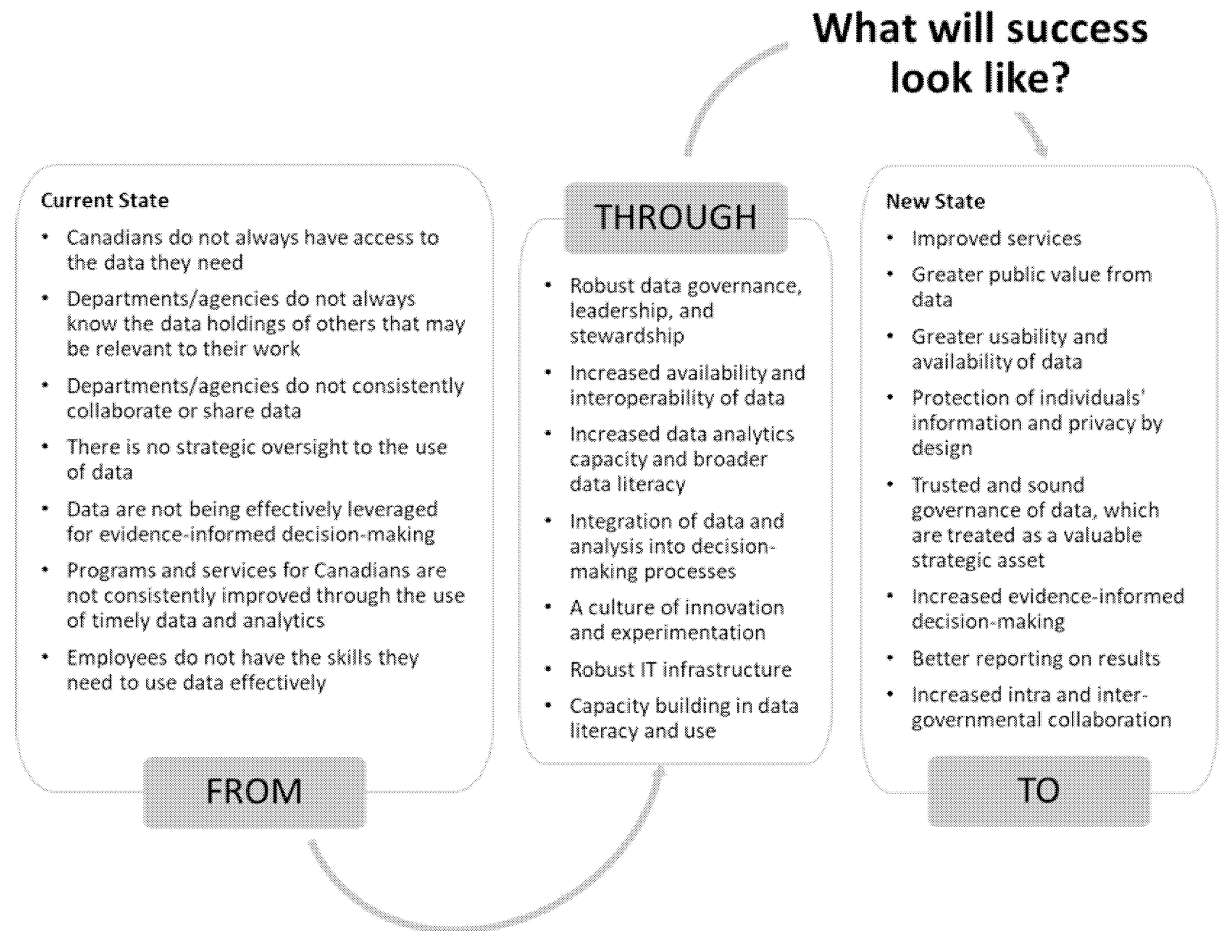 What will success
look like?
Current State
• Canadians do not always have access to
the data they need
• Departments/agencies do not always
know the data holdings of others that may
be relevant to their work
• Departments/agencies do not consistently
collaborate or share data
• There is no strategic oversight to the use
of data
• Data are not being effectively leveraged
for evidence-informed decision-making
• Programs and services for Canadians are
not consistently improved through the use
of timely data and analytics
• Employees do not have the skills they
need to use data effectively
FROM
THROUGH
• Robust data governance,
leadership, and
stewardship
• Increased availability and
interoperability of data
• Increased data analytics
capacity and broader
data literacy
• Integration of data and
analysis into decision-
making processes
• A culture of innovation
and experimentation
• Robust IT infrastructure
• Capacity building in data
literacy and use
New State
• Improved services
• Greater public value from
data
• Greater usability and
availability of data
• Protection of individuals'
information and privacy by
design
• Trusted and sound
governance of data, which
are treated as a valuable
strategic asset
• Increased evidence-informed
decision-making
• Better reporting on results
• Increased intra and inter-
governmental collaboration
TO